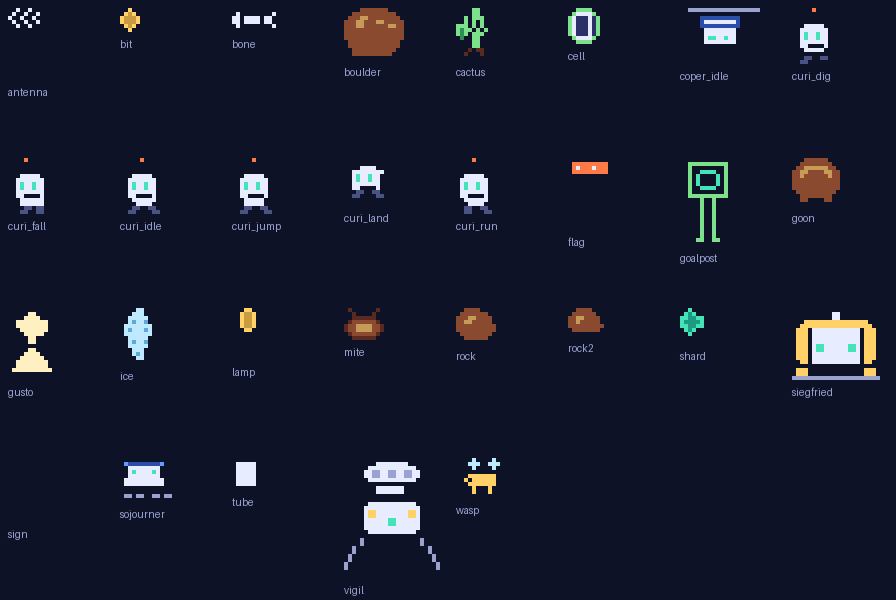 antenna
bit
bone
boulder
cactus
cell
coper_idle
curi_dig
curi_fall
curi_idle
curi_jump
curi_land
curi_run
flag
goalpost
goon
gusto
ice
lamp
mite
rock
rock2
shard
siegfried
sign
sojourner
tube
vigil
wasp